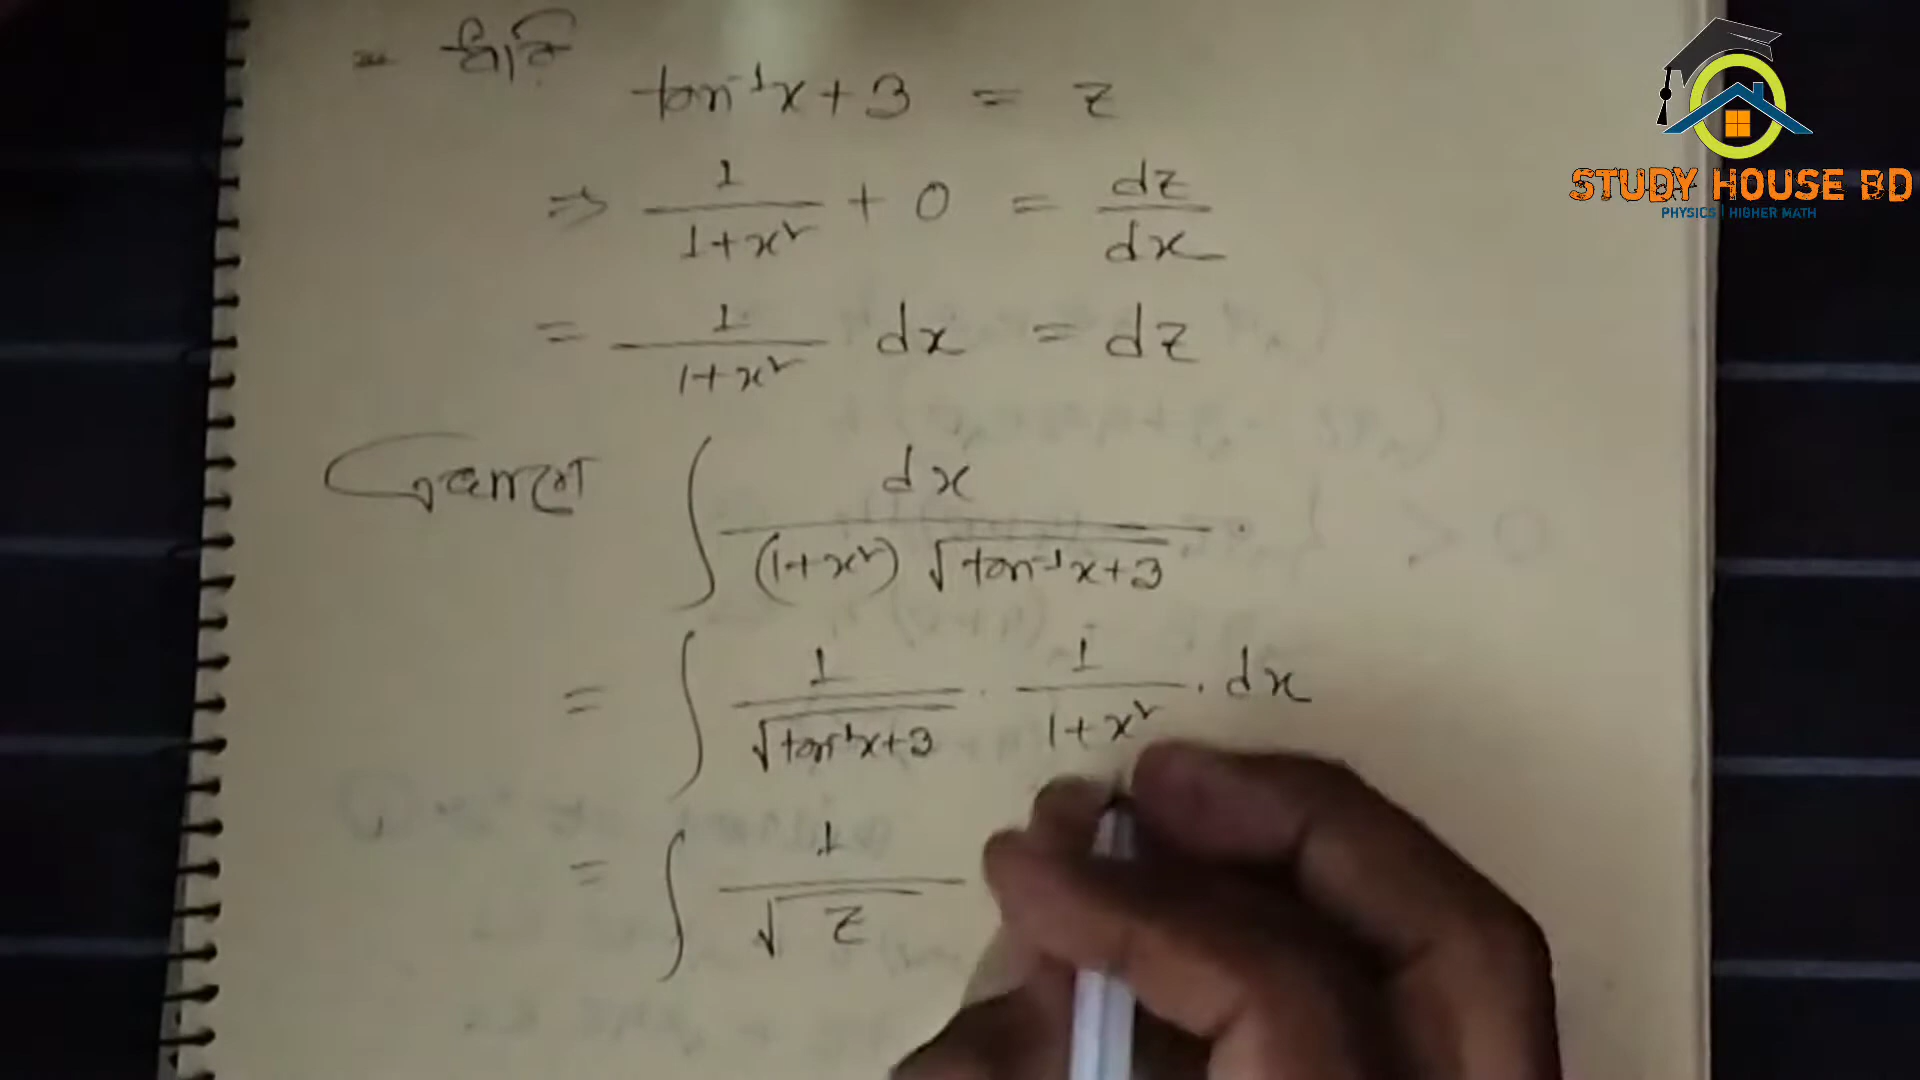 = ধরি
tan⁻¹x + 3 = z
⇒ 1/(1+x²) + 0 = dz/dx
= 1/(1+x²) dx = dz
∫ dx/((1+x²) √(tan⁻¹x+3))
= ∫ 1/√(tan⁻¹x+3) · 1/(1+x²) · dx
= ∫ 1/√z
STUDY HOUSE BD
PHYSICS | HIGHER MATH